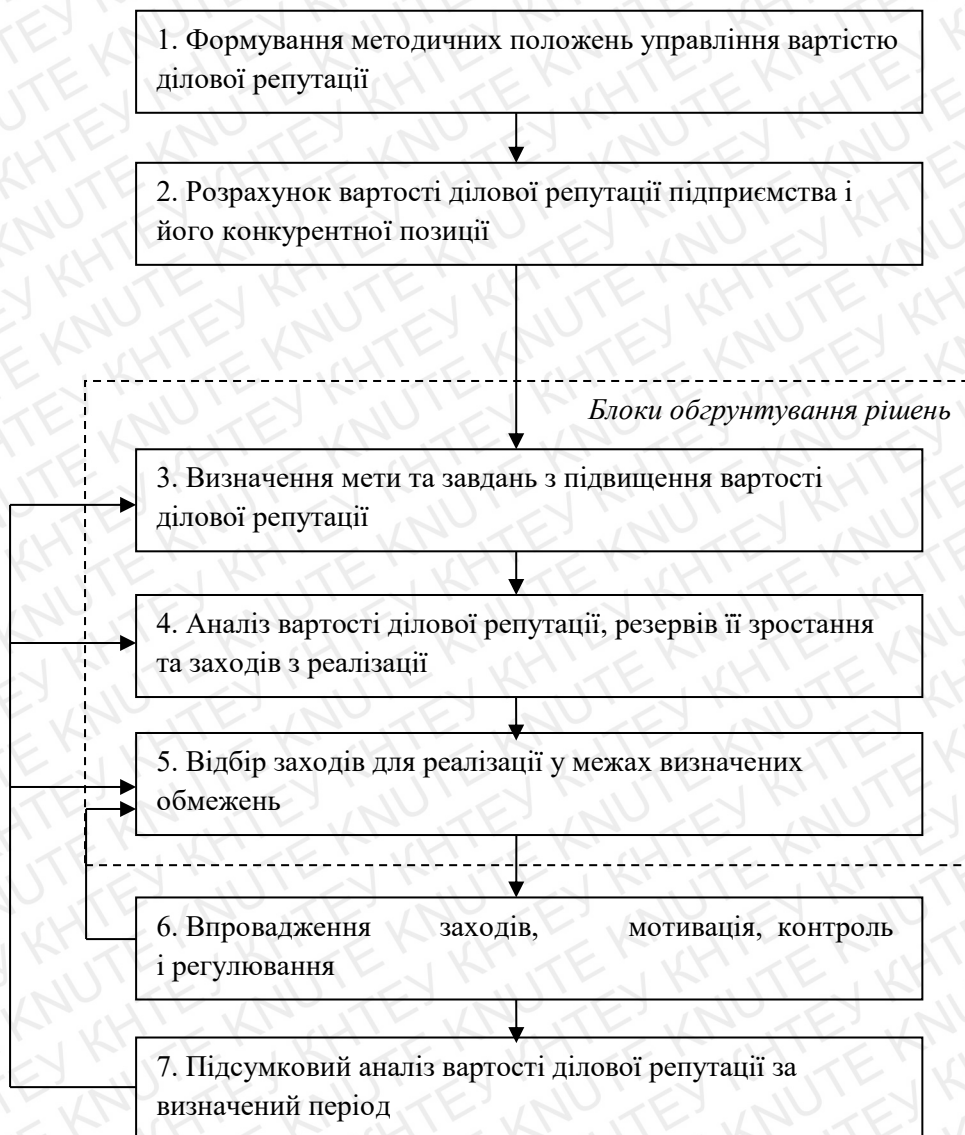 1. Формування методичних положень управління вартістю
ділової репутації
2. Розрахунок вартості ділової репутації підприємства і
його конкурентної позиції
Блоки обгрунтування рішень
3. Визначення мети та завдань з підвищення вартості
ділової репутації
4. Аналіз вартості ділової репутації, резервів її зростання
та заходів з реалізації
5. Відбір заходів для реалізації у межах визначених
обмежень
6. Впровадження заходів, мотивація, контроль
і регулювання
7. Підсумковий аналіз вартості ділової репутації за
визначений період